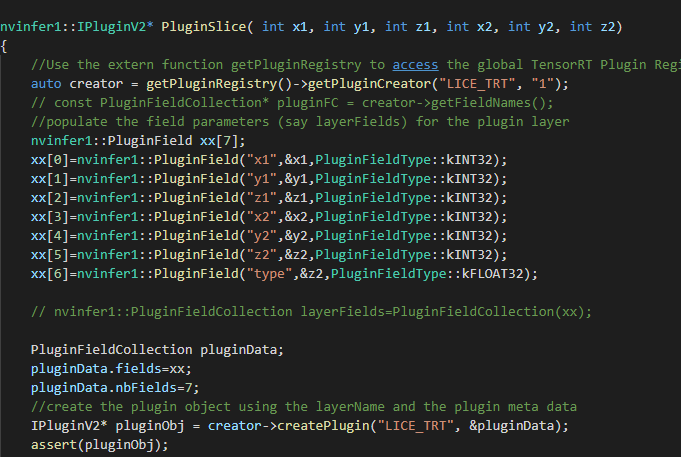 nvinfer1::IPluginV2* PluginSlice( int x1, int y1, int z1, int x2, int y2, int z2)
{
//Use the extern function getPluginRegistry to access the global TensorRT Plugin Regi
auto creator = getPluginRegistry()->getPluginCreator("LICE_TRT", "1");
// const PluginFieldCollection* pluginFC = creator->getFieldNames();
//populate the field parameters (say layerFields) for the plugin layer
nvinfer1::PluginField xx[7];
xx[0]=nvinfer1::PluginField("x1",&x1,PluginFieldType::kINT32);
xx[1]=nvinfer1::PluginField("y1",&y1,PluginFieldType::kINT32);
xx[2]=nvinfer1::PluginField("z1",&z1,PluginFieldType::kINT32);
xx[3]=nvinfer1::PluginField("x2",&x2,PluginFieldType::kINT32);
xx[4]=nvinfer1::PluginField("y2",&y2,PluginFieldType::kINT32);
xx[5]=nvinfer1::PluginField("z2",&z2,PluginFieldType::kINT32);
xx[6]=nvinfer1::PluginField("type",&z2,PluginFieldType::kFLOAT32);
// nvinfer1::PluginFieldCollection layerFields=PluginFieldCollection(xx);
PluginFieldCollection pluginData;
pluginData.fields=xx;
pluginData.nbFields=7;
//create the plugin object using the layerName and the plugin meta data
IPluginV2* pluginObj = creator->createPlugin("LICE_TRT", &pluginData);
assert(pluginObj);